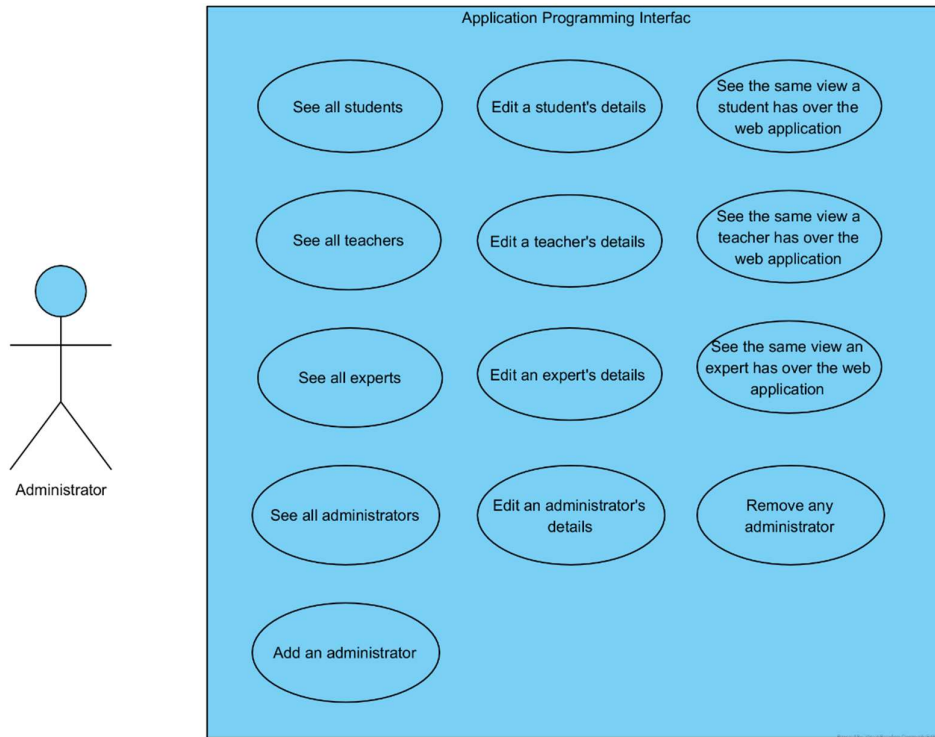 Application Programming Interfac
See all students
Edit a student's details
See the same view a
student has over the
web application
See all teachers
Edit a teacher's details
See the same view a
teacher has over the
web application
See all experts
Edit an expert's details
See the same view an
expert has over the web
application
Administrator
See all administrators
Edit an administrator's
details
Remove any
administrator
Add an administrator